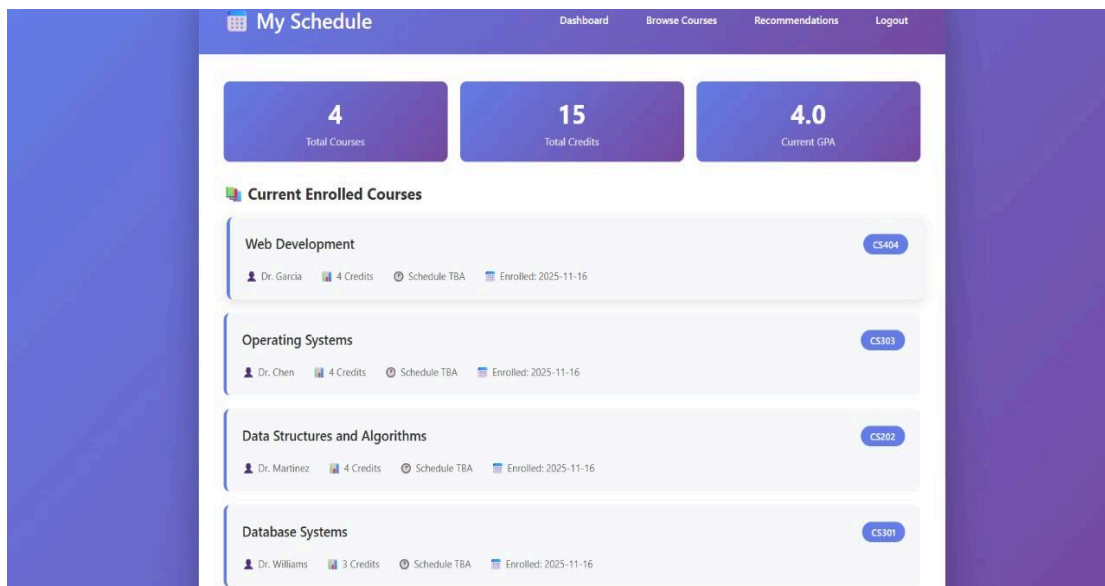 My Schedule
Dashboard Browse Courses Recommendations Logout
4
Total Courses
15
Total Credits
4.0
Current GPA
Current Enrolled Courses
Web Development
CS404
Dr. Garcia 4 Credits Schedule TBA Enrolled: 2025-11-16
Operating Systems
CS303
Dr. Chen 4 Credits Schedule TBA Enrolled: 2025-11-16
Data Structures and Algorithms
CS202
Dr. Martinez 4 Credits Schedule TBA Enrolled: 2025-11-16
Database Systems
CS301
Dr. Williams 3 Credits Schedule TBA Enrolled: 2025-11-16